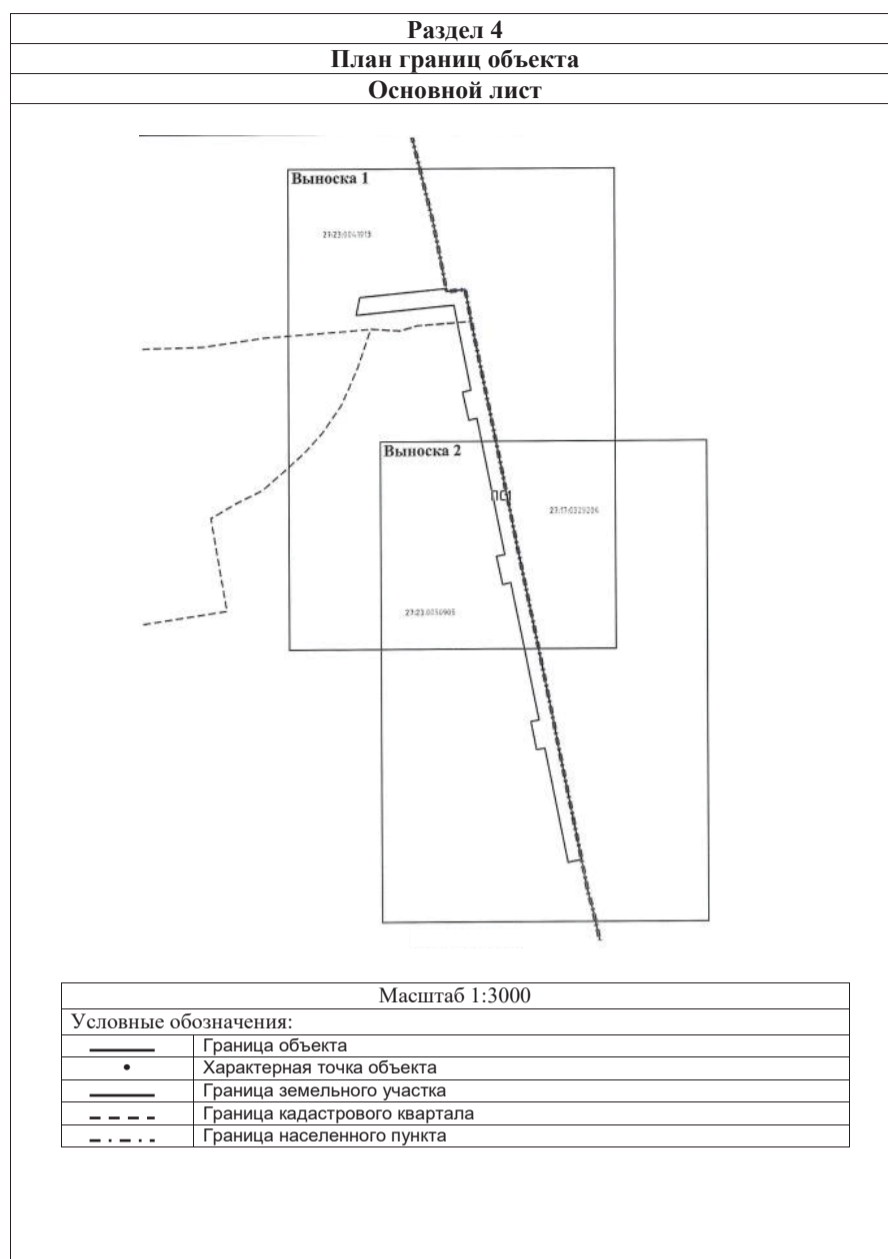 Раздел 4
План границ объекта
Основной лист
Выноска 1
Выноска 2
ПС1
Масштаб 1:3000
Условные обозначения:
Граница объекта
Характерная точка объекта
Граница земельного участка
Граница кадастрового квартала
Граница населенного пункта